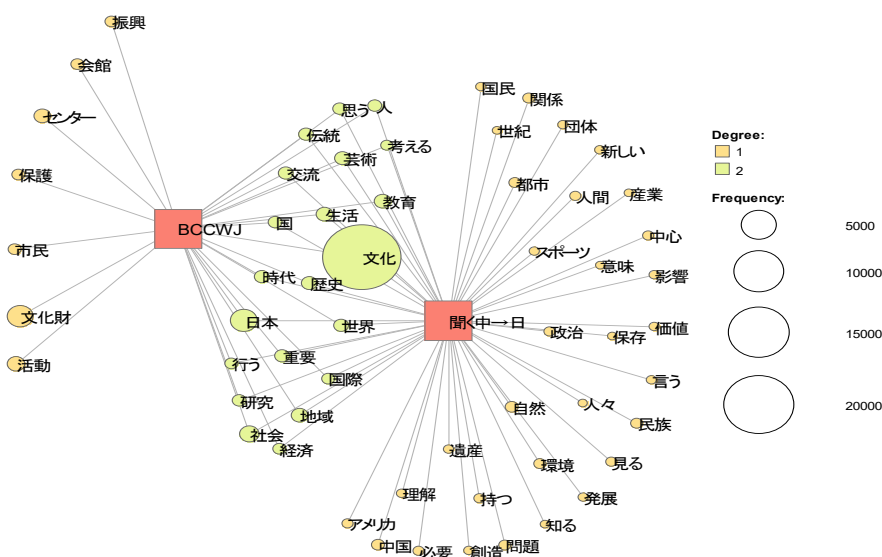 振興
会館
センター
保護
市民
文化財
活動
BCCWJ
思う
人
伝統
考える
芸術
交流
教育
国
生活
文化
時代
歴史
日本
世界
行う
重要
国際
研究
地域
社会
経済
聞く中→日
国民
関係
世紀
団体
新しい
都市
人間
産業
スポーツ
中心
意味
影響
政治
保存
価値
言う
自然
人々
民族
遺産
環境
見る
理解
持つ
発展
アメリカ
知る
中国
必要
創造
問題
Degree:
1
2
Frequency:
5000
10000
15000
20000